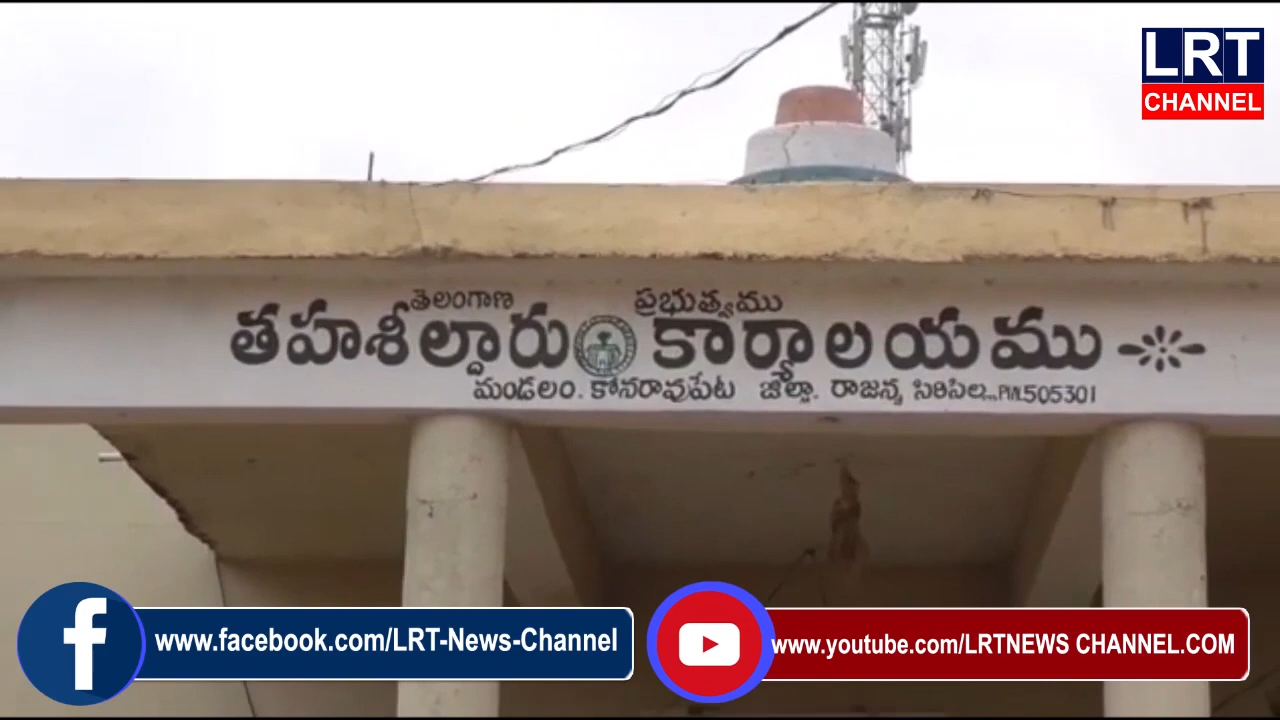 LRT
CHANNEL
తెలంగాణ ప్రభుత్వము
తహశీల్దారు కార్యాలయము
మండలం. కోనరావుపేట జిల్లా. రాజన్న సిరిసిల్ల PIN.505301
www.facebook.com/LRT-News-Channel
www.youtube.com/LRTNEWS CHANNEL.COM